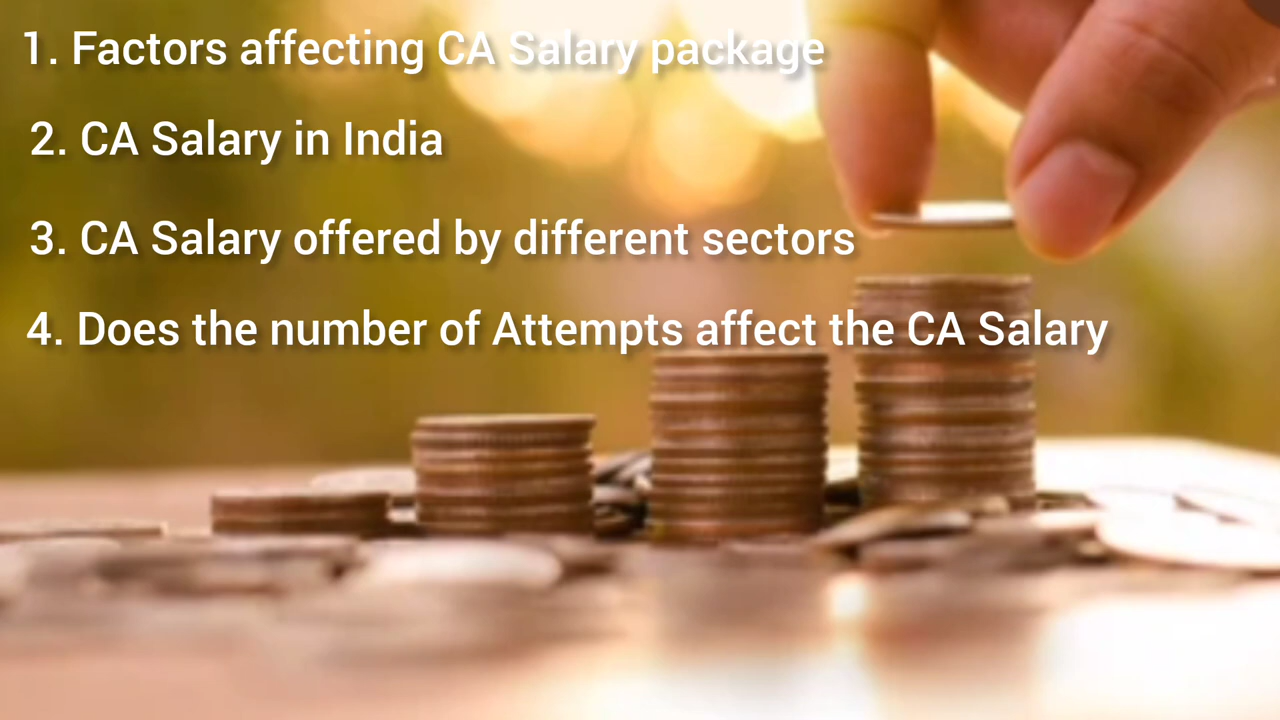 1. Factors affecting CA Salary package
2. CA Salary in India
3. CA Salary offered by different sectors
4. Does the number of Attempts affect the CA Salary